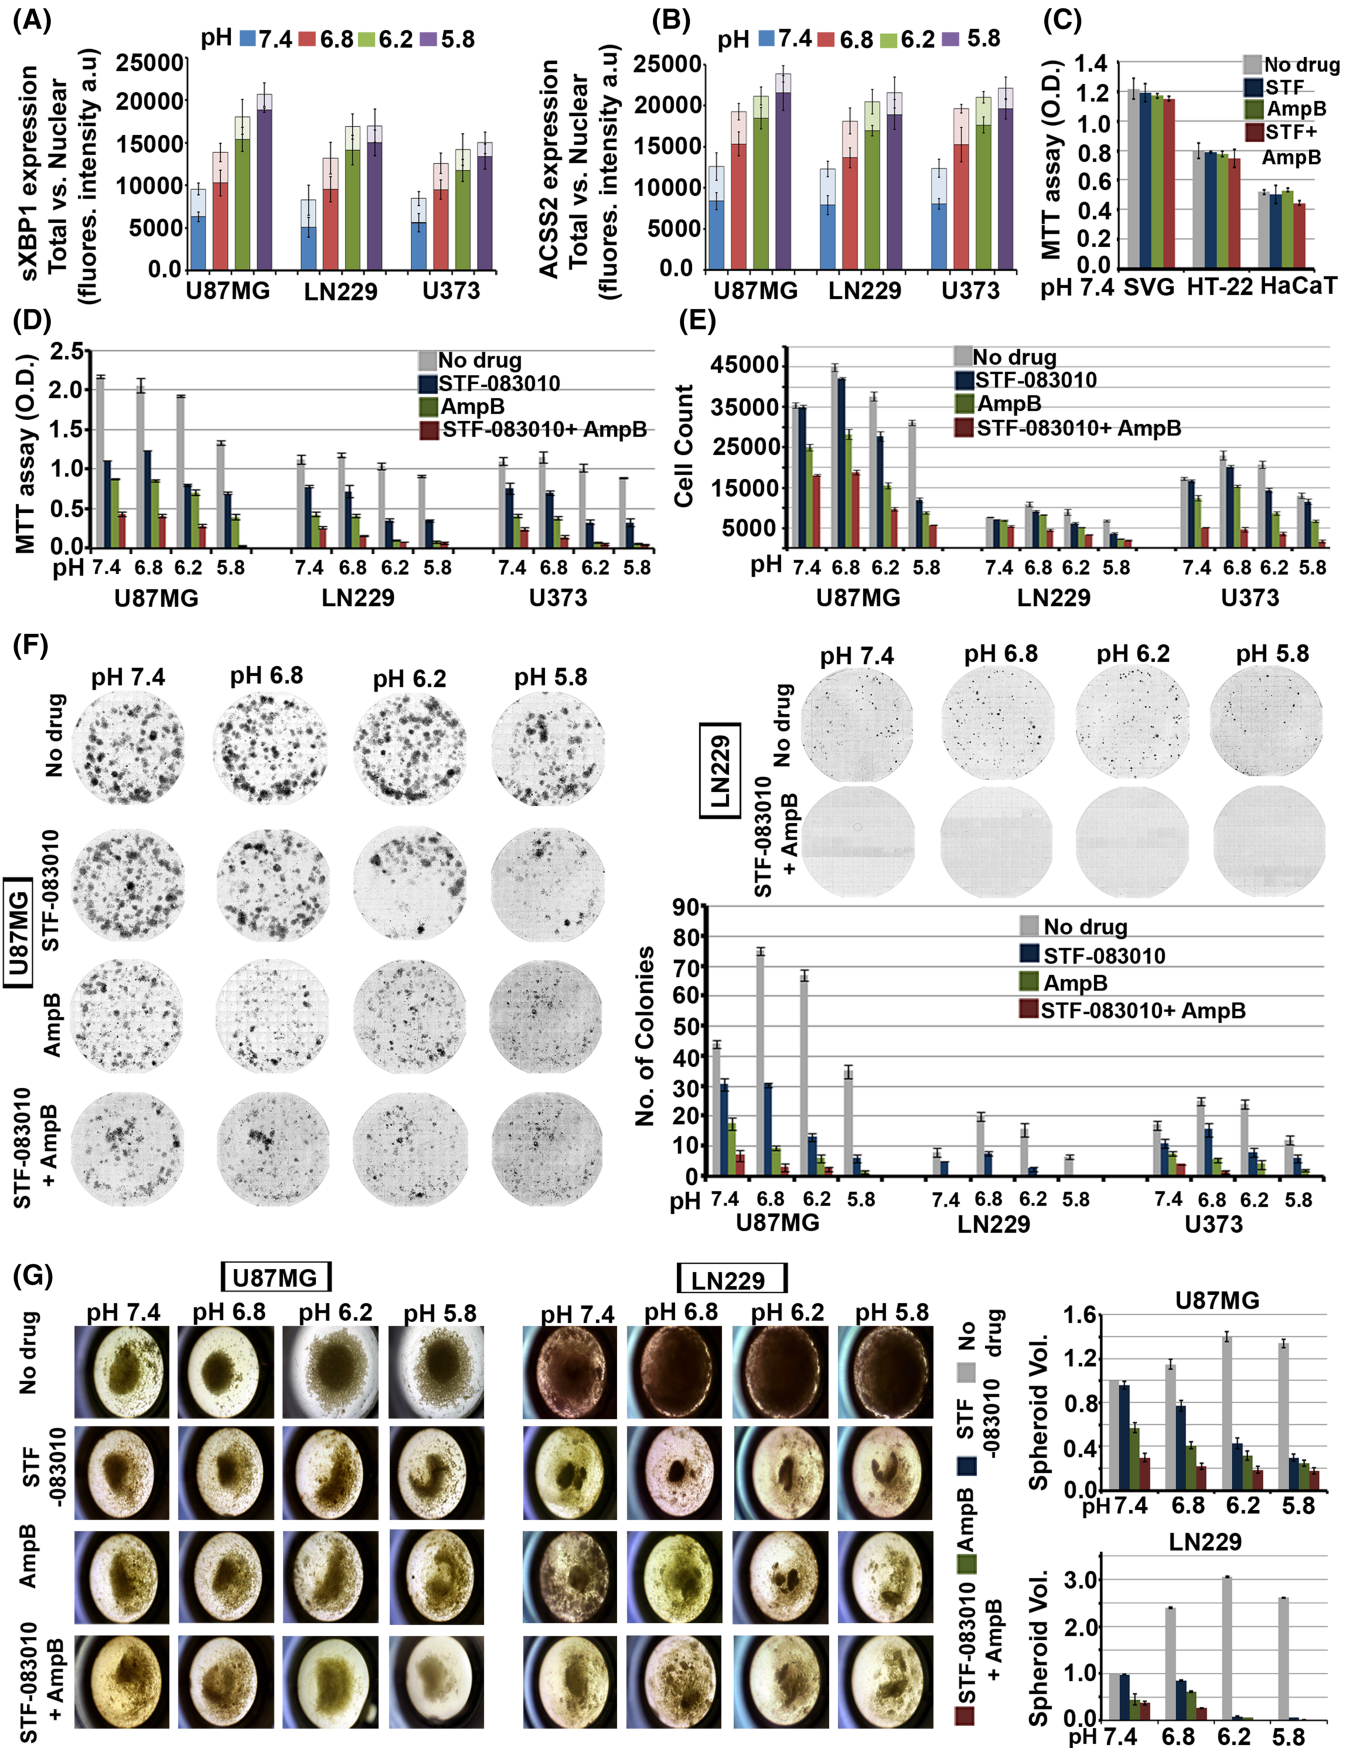 (A)
pH 7.4 6.8 6.2 5.8
sXBP1 expression
Total vs. Nuclear
(fluores. intensity a.u)
25000
20000
15000
10000
5000
0.0
U87MG LN229 U373
(B)
pH 7.4 6.8 6.2 5.8
ACSS2 expression
Total vs. Nuclear
(fluores. intensity a.u)
25000
20000
15000
10000
5000
0.0
U87MG LN229 U373
(C)
MTT assay (O.D.)
1.4
1.2
1.0
0.8
0.6
0.4
0.2
0.0
No drug
STF
AmpB
STF+
AmpB
pH 7.4 SVG HT-22 HaCaT
(D)
MTT assay (O.D.)
2.5
2.0
1.5
1.0
0.5
0.0
No drug
STF-083010
AmpB
STF-083010+ AmpB
pH 7.4 6.8 6.2 5.8 7.4 6.8 6.2 5.8 7.4 6.8 6.2 5.8
U87MG LN229 U373
(E)
Cell Count
45000
35000
25000
15000
5000
No drug
STF-083010
AmpB
STF-083010+ AmpB
pH 7.4 6.8 6.2 5.8 7.4 6.8 6.2 5.8 7.4 6.8 6.2 5.8
U87MG LN229 U373
(F)
pH 7.4 pH 6.8 pH 6.2 pH 5.8
U87MG
No drug
STF-083010
AmpB
STF-083010
+ AmpB
pH 7.4 pH 6.8 pH 6.2 pH 5.8
LN229
No drug
STF-083010
+ AmpB
No. of Colonies
90
80
70
60
50
40
30
20
10
0
No drug
STF-083010
AmpB
STF-083010+ AmpB
pH 7.4 6.8 6.2 5.8 7.4 6.8 6.2 5.8 7.4 6.8 6.2 5.8
U87MG LN229 U373
(G)
U87MG
pH 7.4 pH 6.8 pH 6.2 pH 5.8
No drug
STF
-083010
AmpB
STF-083010
+ AmpB
LN229
pH 7.4 pH 6.8 pH 6.2 pH 5.8
No
drug
STF
-083010
AmpB
STF-083010
+ AmpB
U87MG
Spheroid Vol.
1.6
1.2
0.8
0.4
0.0
pH 7.4 6.8 6.2 5.8
LN229
Spheroid Vol.
3.0
2.0
1.0
0.0
pH 7.4 6.8 6.2 5.8